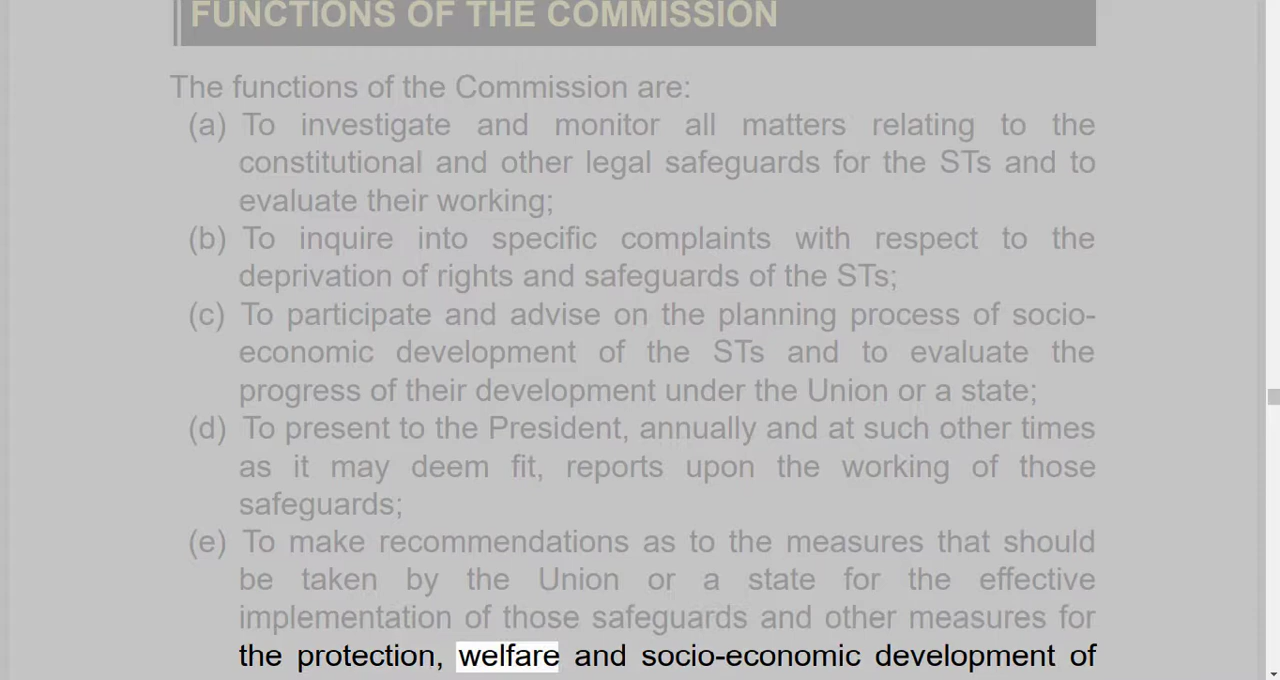 FUNCTIONS OF THE COMMISSION
The functions of the Commission are:
(a) To investigate and monitor all matters relating to the
constitutional and other legal safeguards for the STs and to
evaluate their working;
(b) To inquire into specific complaints with respect to the
deprivation of rights and safeguards of the STs;
(c) To participate and advise on the planning process of socio-
economic development of the STs and to evaluate the
progress of their development under the Union or a state;
(d) To present to the President, annually and at such other times
as it may deem fit, reports upon the working of those
safeguards;
(e) To make recommendations as to the measures that should
be taken by the Union or a state for the effective
implementation of those safeguards and other measures for
the protection, welfare and socio-economic development of